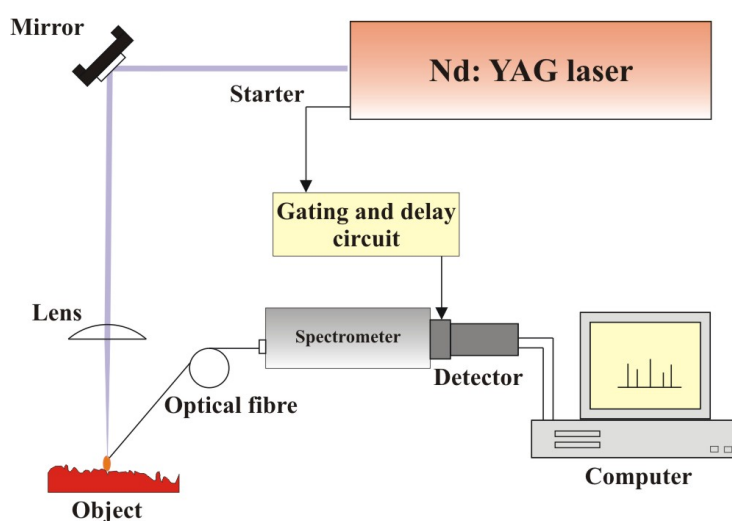 Mirror
Nd: YAG laser
Starter
Gating and delay
circuit
Lens
Spectrometer
Detector
Optical fibre
Computer
Object